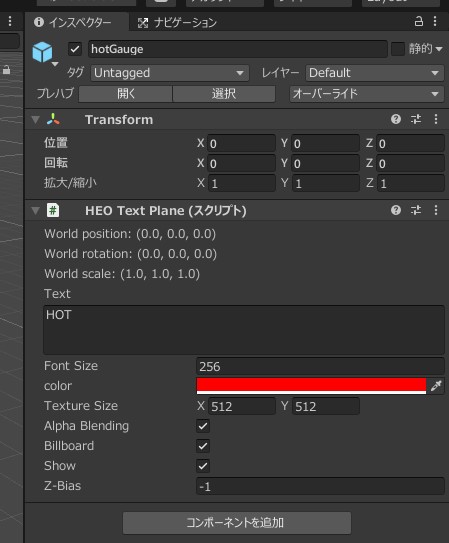 インスペクター ナビゲーション
hotGauge 静的
タグ Untagged レイヤー Default
プレハブ 開く 選択 オーバーライド
Transform
位置 X 0 Y 0 Z 0
回転 X 0 Y 0 Z 0
拡大/縮小 X 1 Y 1 Z 1
# HEO Text Plane (スクリプト)
World position: (0.0, 0.0, 0.0)
World rotation: (0.0, 0.0, 0.0)
World scale: (1.0, 1.0, 1.0)
Text
HOT
Font Size 256
color
Texture Size X 512 Y 512
Alpha Blending
Billboard
Show
Z-Bias -1
コンポーネントを追加